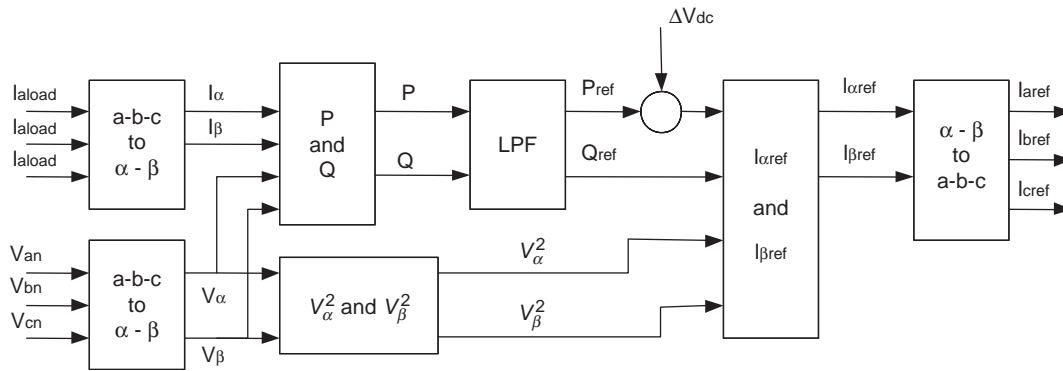 ΔVdc
Iaload
Iaload
Iaload
a-b-c
to
α - β
Iα
Iβ
P
and
Q
P
Q
LPF
Pref
Qref
Iαref
and
Iβref
Iαref
Iβref
α - β
to
a-b-c
Iaref
Ibref
Icref
Van
Vbn
Vcn
a-b-c
to
α - β
Vα
Vβ
V²α and V²β
V²α
V²β